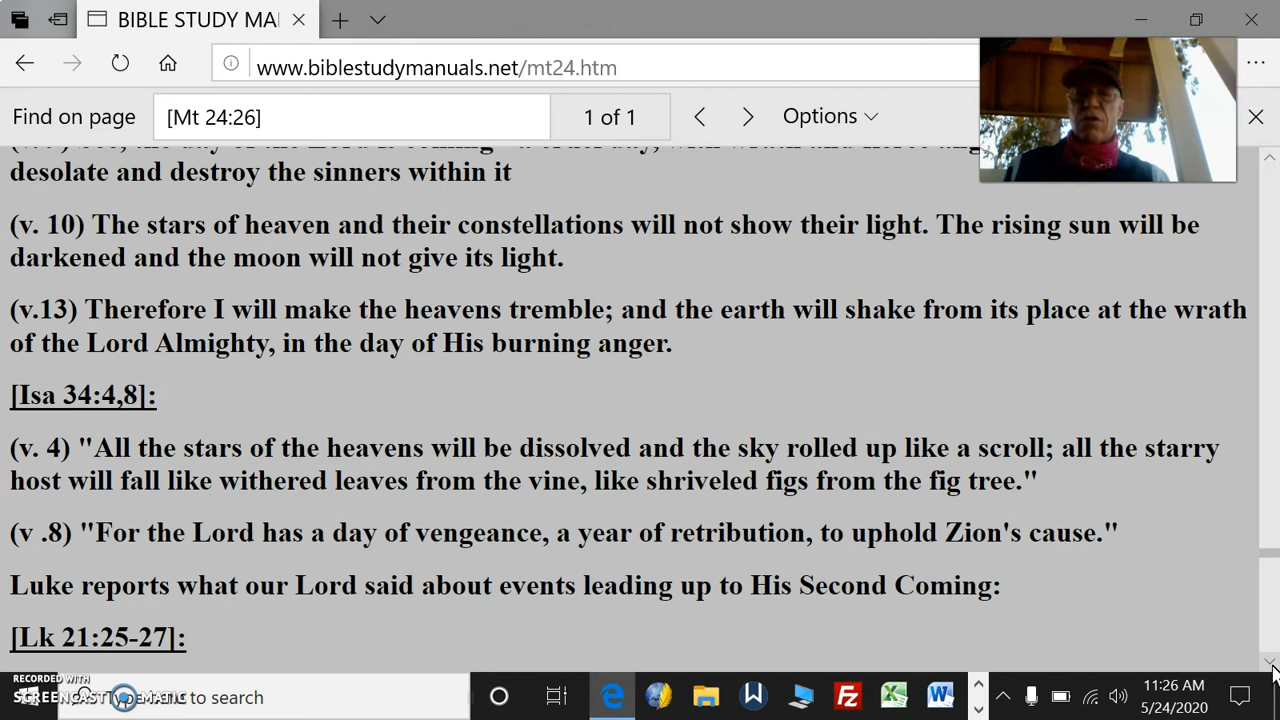 BIBLE STUDY MA
www.biblestudymanuals.net/mt24.htm
Find on page
[Mt 24:26]
1 of 1
Options
desolate and destroy the sinners within it
(v. 10) The stars of heaven and their constellations will not show their light. The rising sun will be
darkened and the moon will not give its light.
(v.13) Therefore I will make the heavens tremble; and the earth will shake from its place at the wrath
of the Lord Almighty, in the day of His burning anger.
[Isa 34:4,8]:
(v. 4) "All the stars of the heavens will be dissolved and the sky rolled up like a scroll; all the starry
host will fall like withered leaves from the vine, like shriveled figs from the fig tree."
(v .8) "For the Lord has a day of vengeance, a year of retribution, to uphold Zion's cause."
Luke reports what our Lord said about events leading up to His Second Coming:
[Lk 21:25-27]:
RECORDED WITH
SCREENCAST MATIC
to search
11:26 AM
5/24/2020